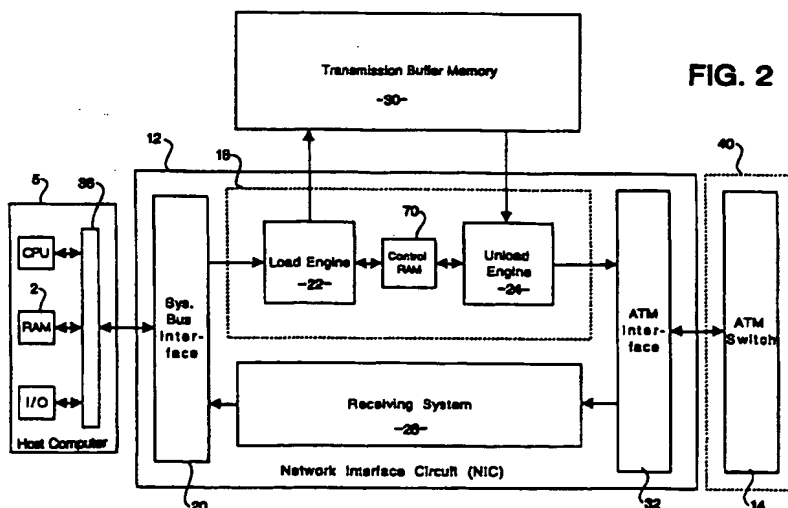 FIG. 2
Transmission Buffer Memory
-30-
12
18
40
5
36
70
CPU
2
RAM
I/O
Host Computer
Sys.
Bus
Inter-
face
Load Engine
-22-
Control
RAM
Unload
Engine
-24-
ATM
Inter-
face
ATM
Switch
Receiving System
-28-
Network Interface Circuit (NIC)
20
32
14